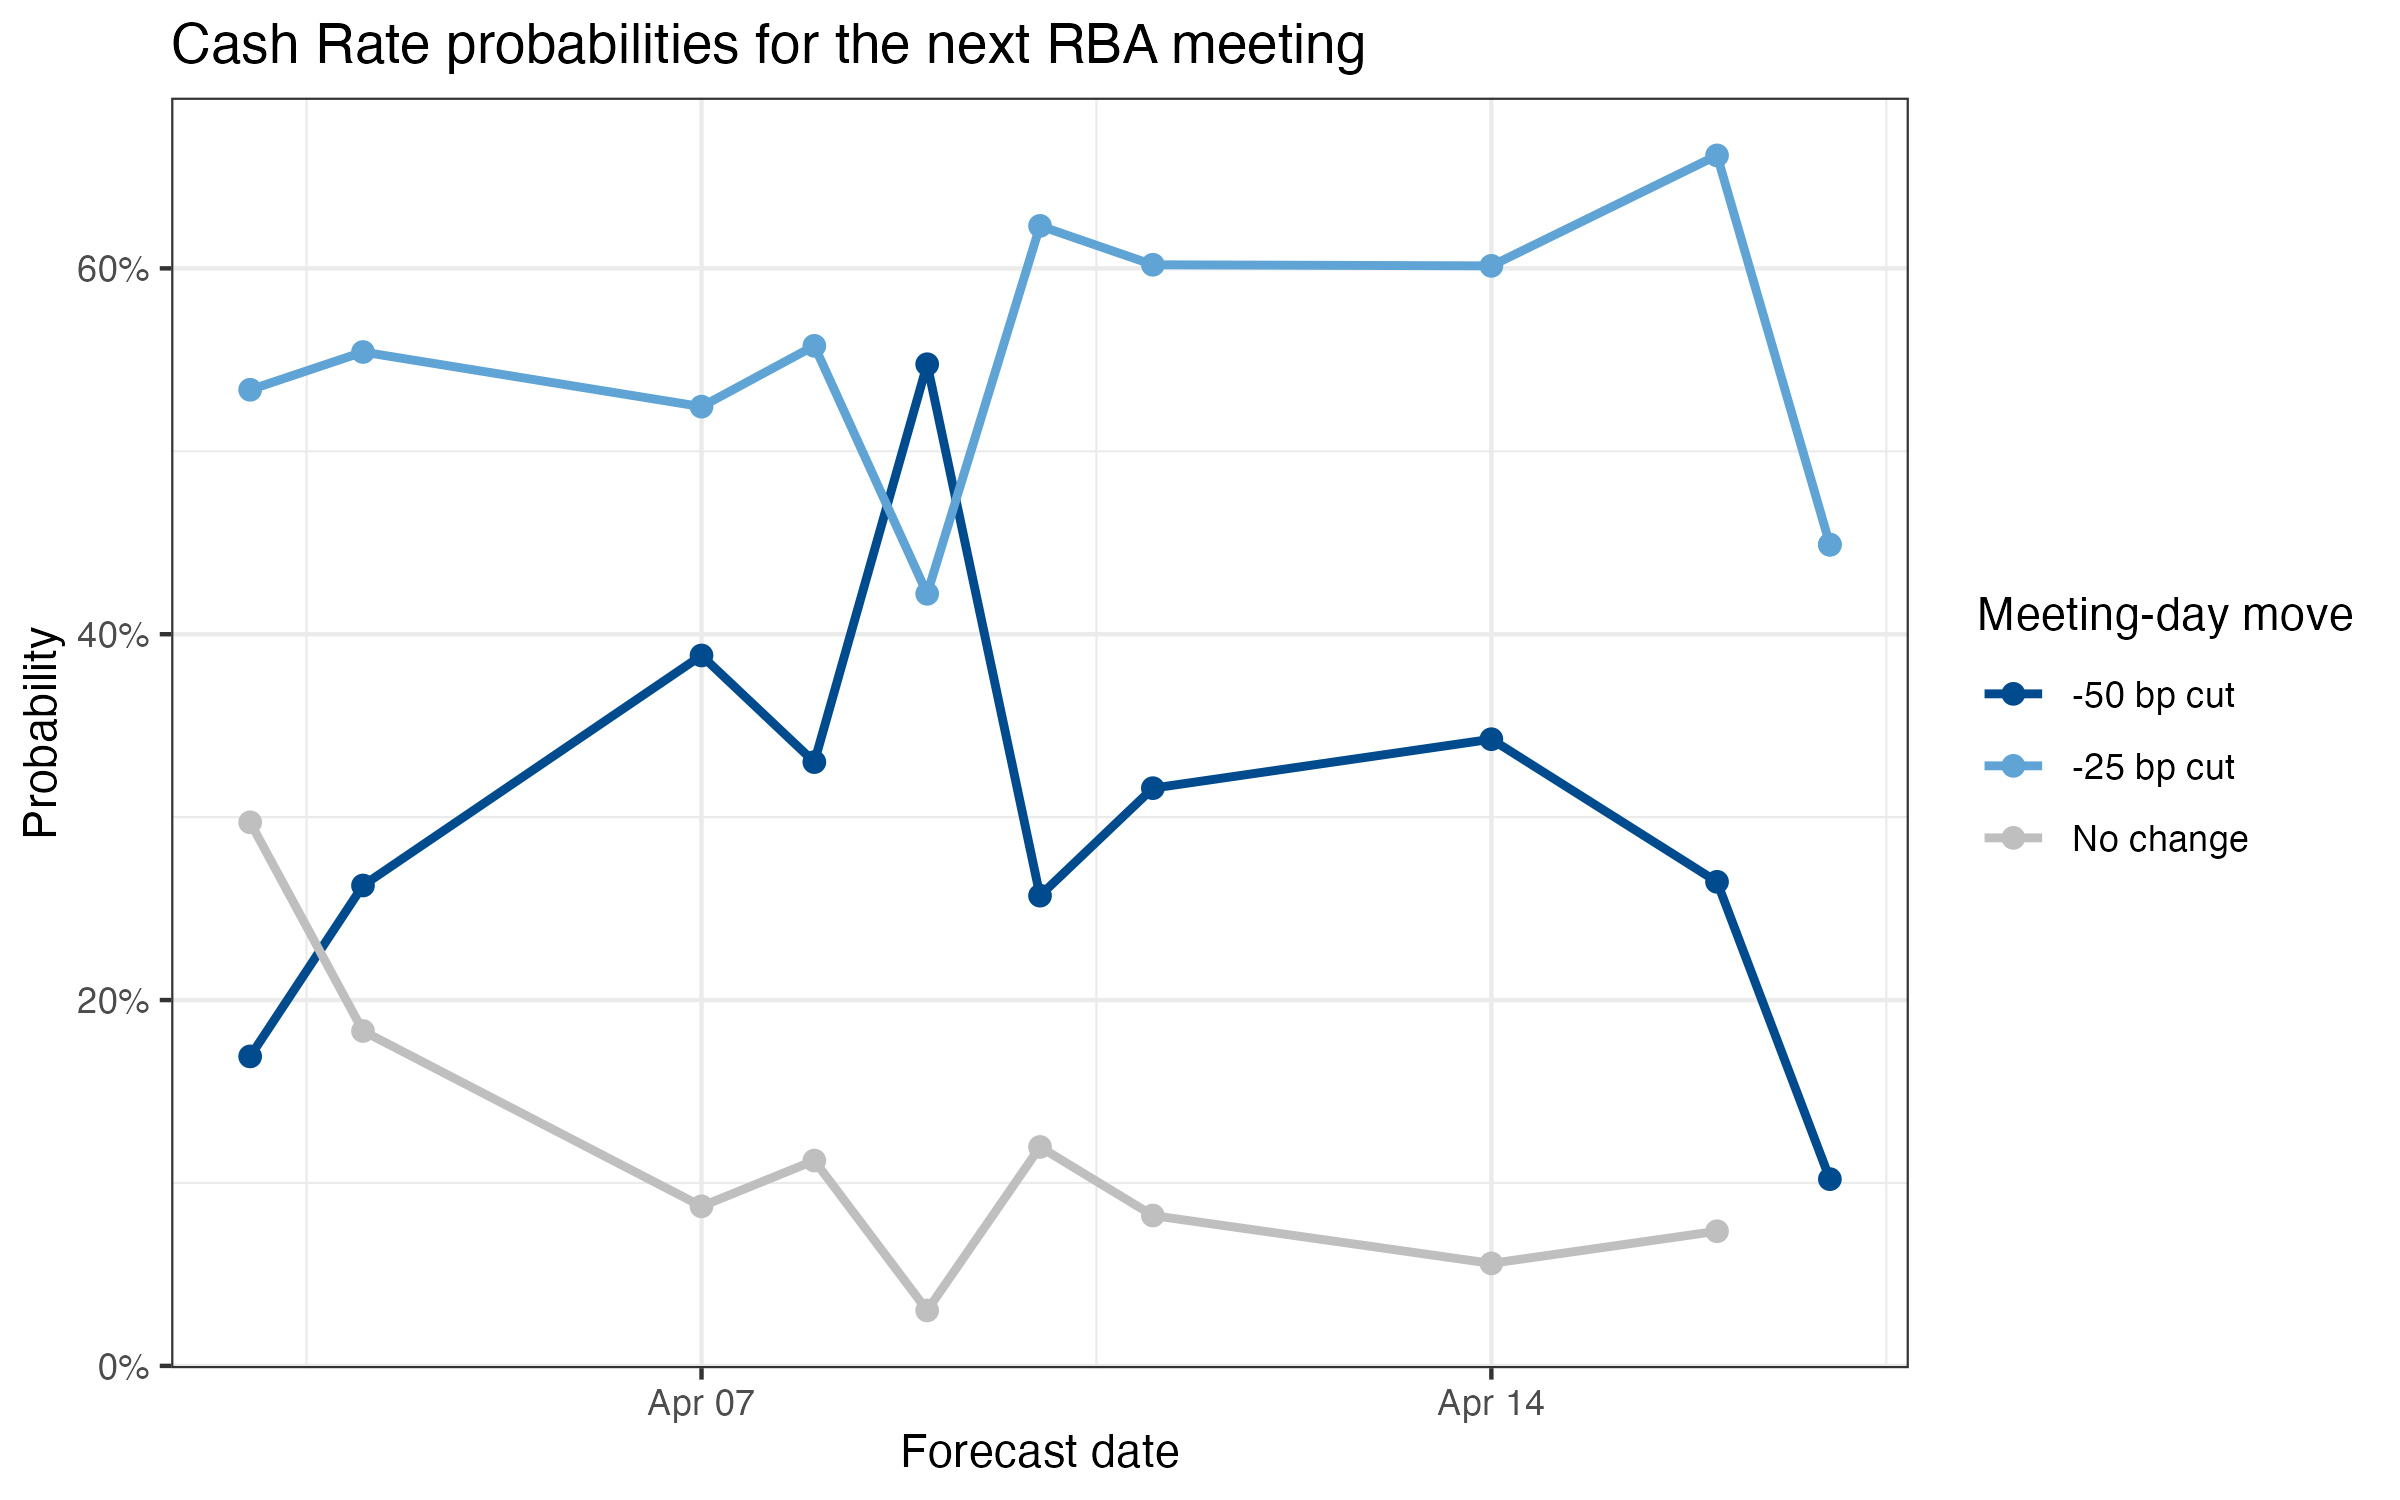 Cash Rate probabilities for the next RBA meeting
60%
40%
20%
0%
Probability
Apr 07
Apr 14
Forecast date
Meeting-day move
-50 bp cut
-25 bp cut
No change